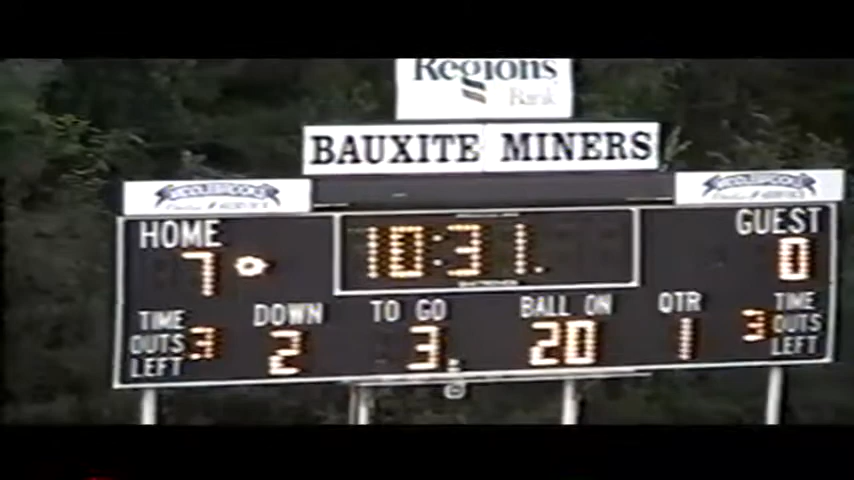 Regions
Bank
BAUXITE MINERS
HOME
GUEST
7
10:31
0
DOWN
TO GO
BALL ON
QTR
TIME
OUTS
LEFT
3
2
3
20
1
3
TIME
OUTS
LEFT